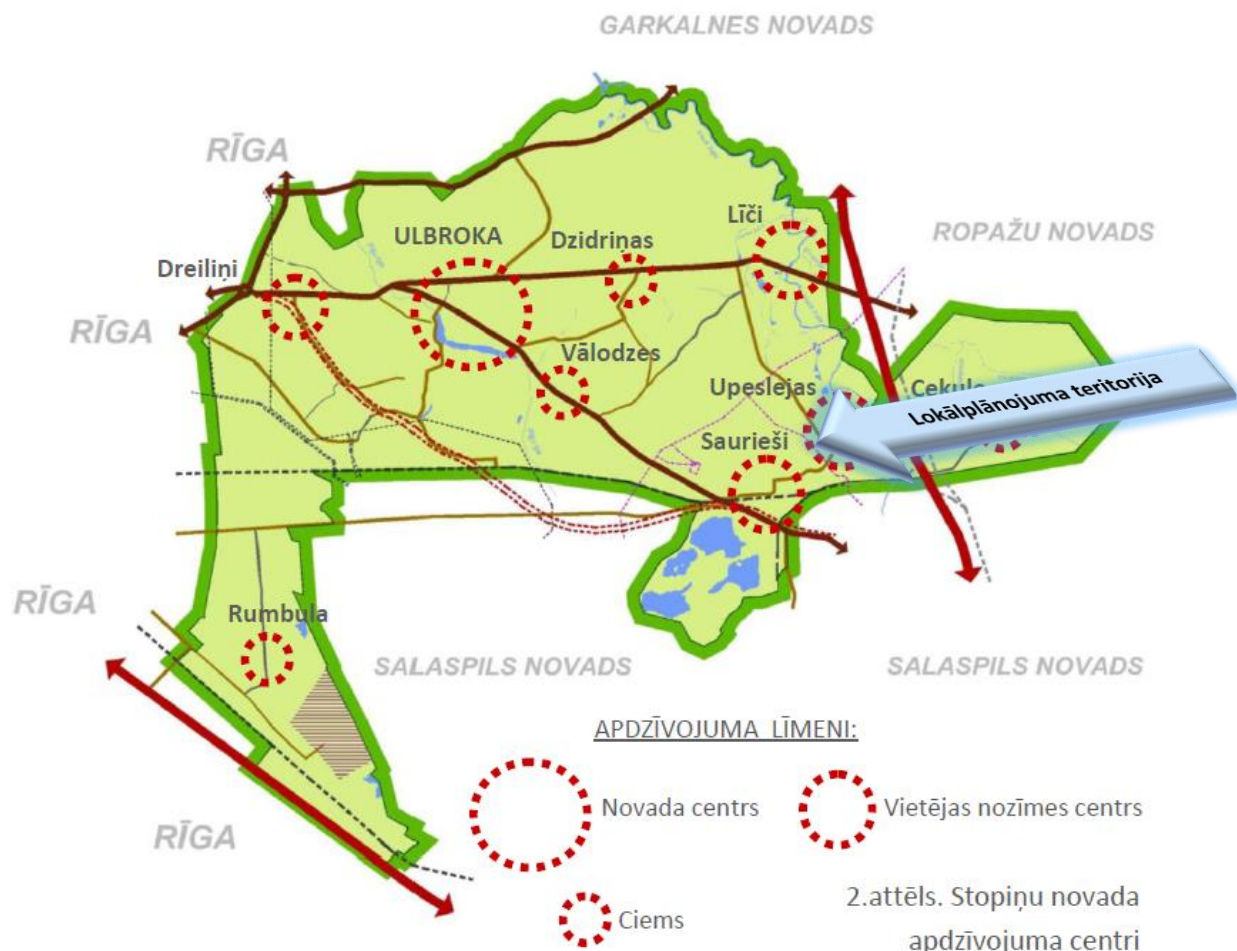 GARKALNES NOVADS
RĪGA
Līči
ULBROKA
Dzidriņas
ROPAŽU NOVADS
Dreiliņi
RĪGA
Vālodzes
Upeslejas
Lokālplānojuma teritorija
Saurieši
RĪGA
Rumbula
SALASPILS NOVADS
SALASPILS NOVADS
APDZĪVOJUMA LĪMENI:
Novada centrs
Vietējas nozīmes centrs
RĪGA
Ciems
2.attēls. Stopiņu novada
apdzīvojuma centri